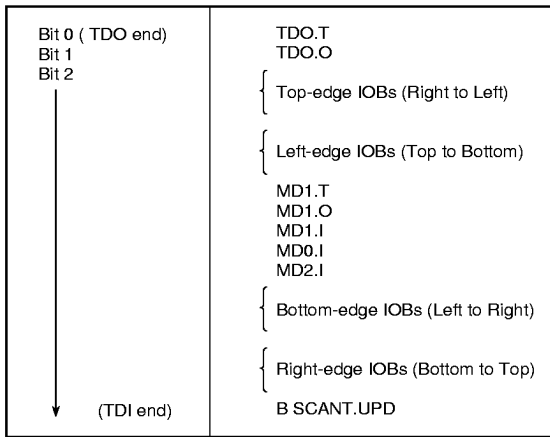 Bit 0 ( TDO end)
Bit 1
Bit 2
(TDI end)
TDO.T
TDO.O
Top-edge IOBs (Right to Left)
Left-edge IOBs (Top to Bottom)
MD1.T
MD1.O
MD1.I
MD0.I
MD2.I
Bottom-edge IOBs (Left to Right)
Right-edge IOBs (Bottom to Top)
B SCANT.UPD